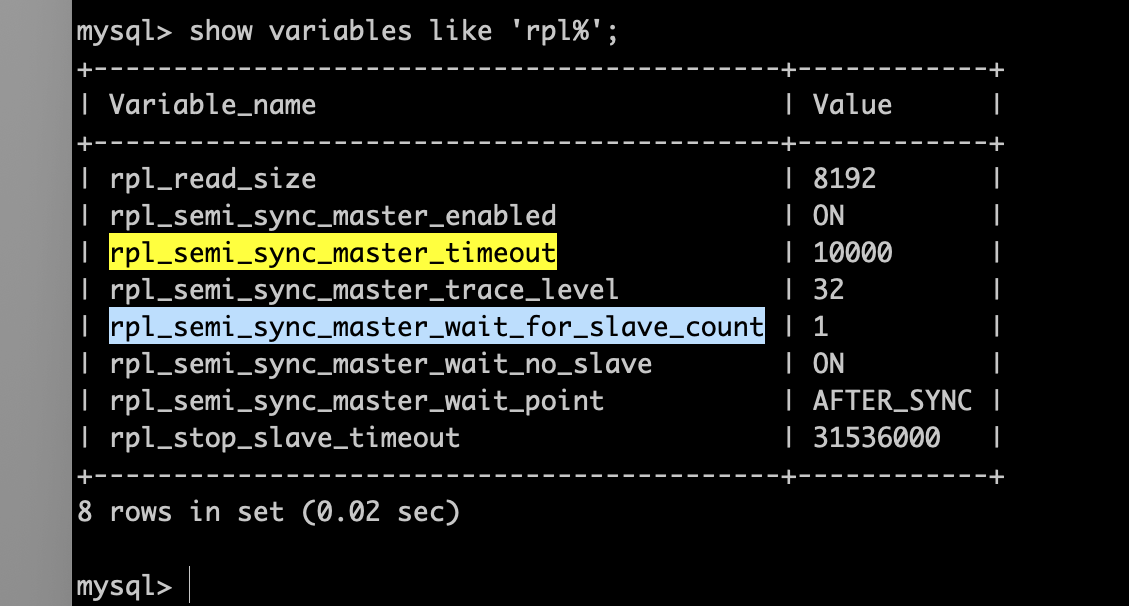 mysql> show variables like 'rpl%';
+-------------------------------------------+------------+
| Variable_name                             | Value      |
+-------------------------------------------+------------+
| rpl_read_size                             | 8192       |
| rpl_semi_sync_master_enabled              | ON         |
| rpl_semi_sync_master_timeout              | 10000      |
| rpl_semi_sync_master_trace_level          | 32         |
| rpl_semi_sync_master_wait_for_slave_count | 1          |
| rpl_semi_sync_master_wait_no_slave        | ON         |
| rpl_semi_sync_master_wait_point           | AFTER_SYNC |
| rpl_stop_slave_timeout                    | 31536000   |
+-------------------------------------------+------------+
8 rows in set (0.02 sec)
mysql>